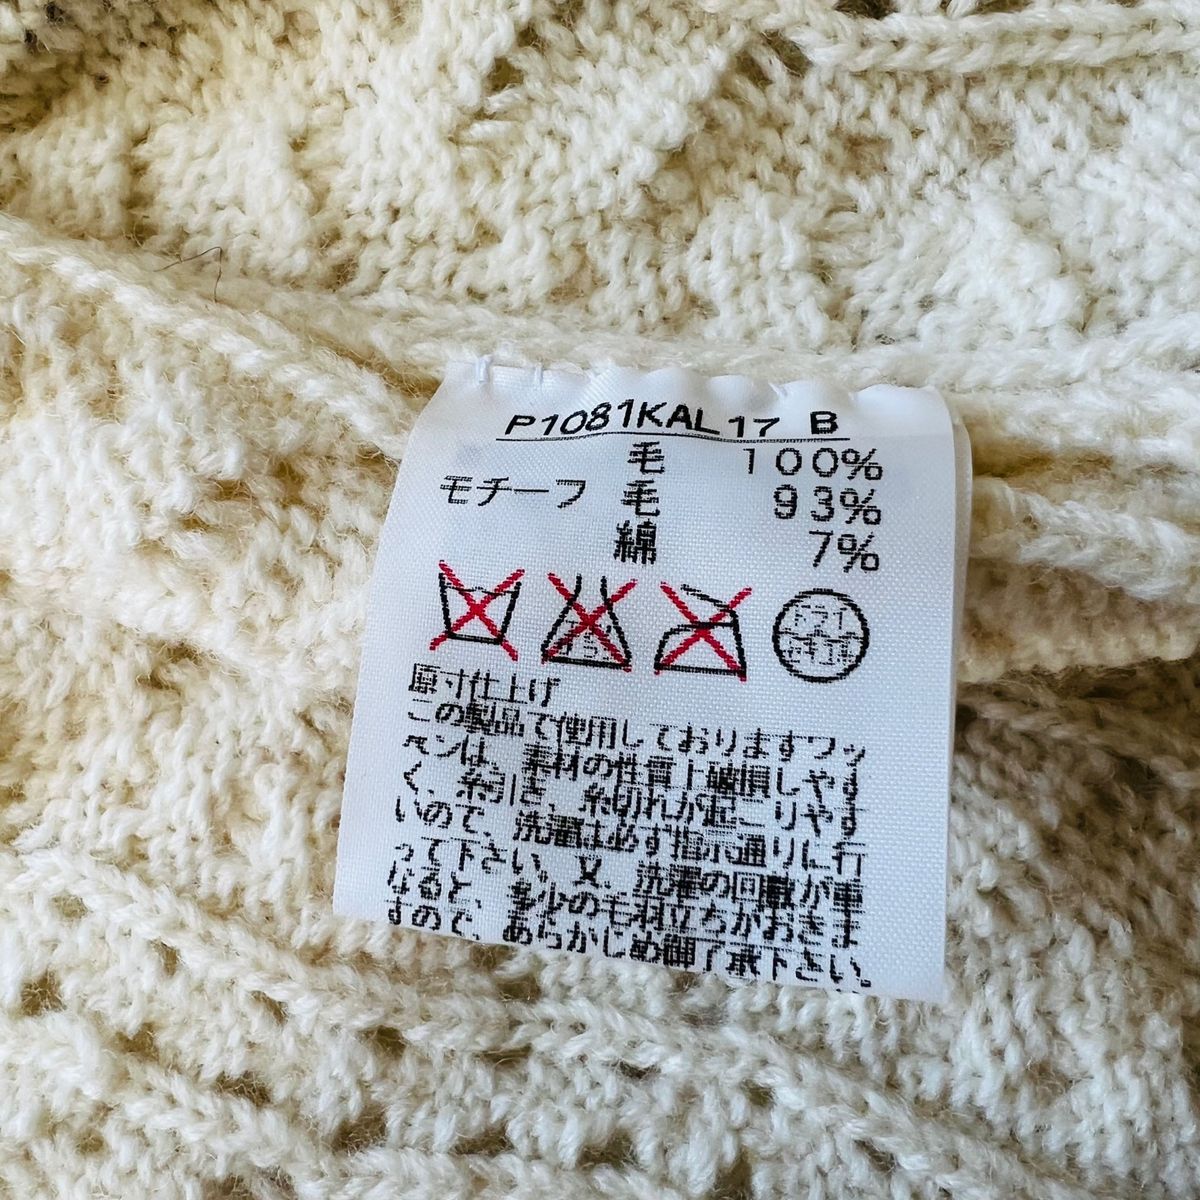 P1081KAL17 B
毛 100%
モチーフ 毛 93%
綿 7%
ドライ
セキユ系
原寸仕上げ
この製品で使用しておりますワッ
ペンは、素材の性質上破損しやす
く、糸引き、糸切れが起こりやす
いので、洗濯は必ず指示通りに行
って下さい。又、洗濯の回数が重
なると、多少の毛羽立ちがおきま
すので、あらかじめ御了承下さい。